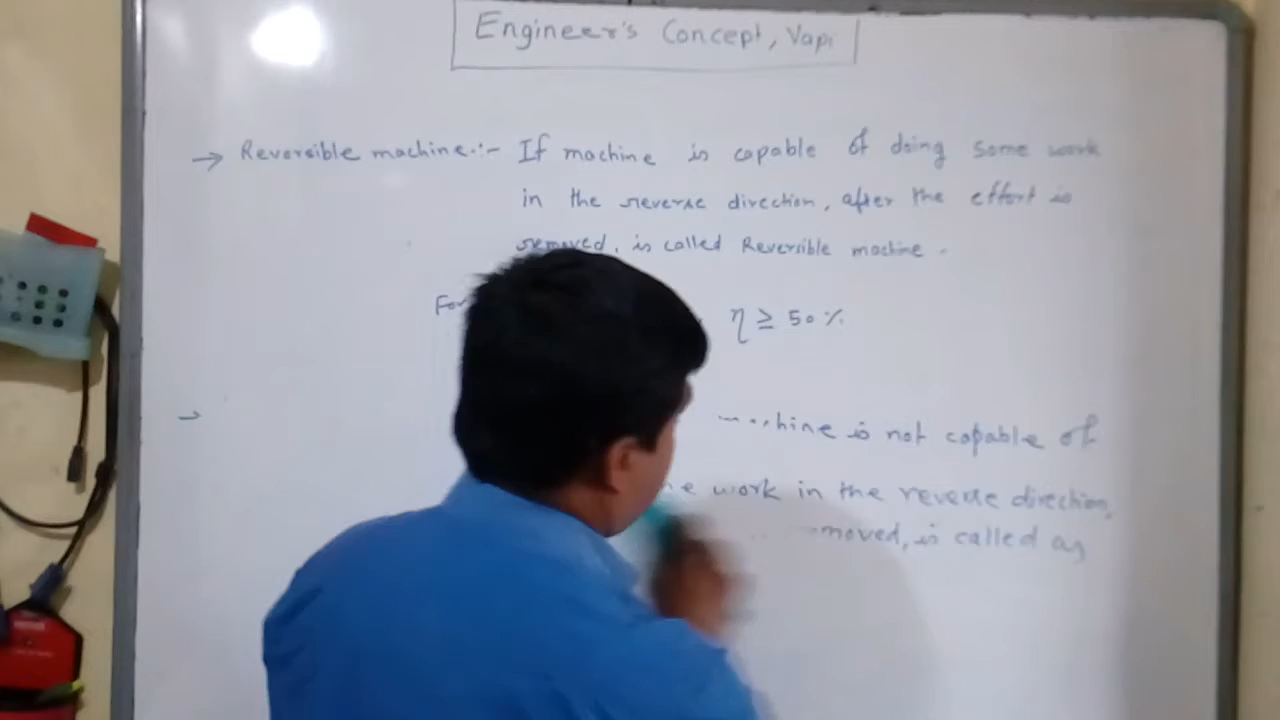 Engineer's Concept, Vapi
→ Reversible machine:- If machine is capable of doing some work
in the reverse direction, after the effort is
removed, is called Reversible machine.
For η ≥ 50 %
→ machine is not capable of
work in the reverse direction,
is called as